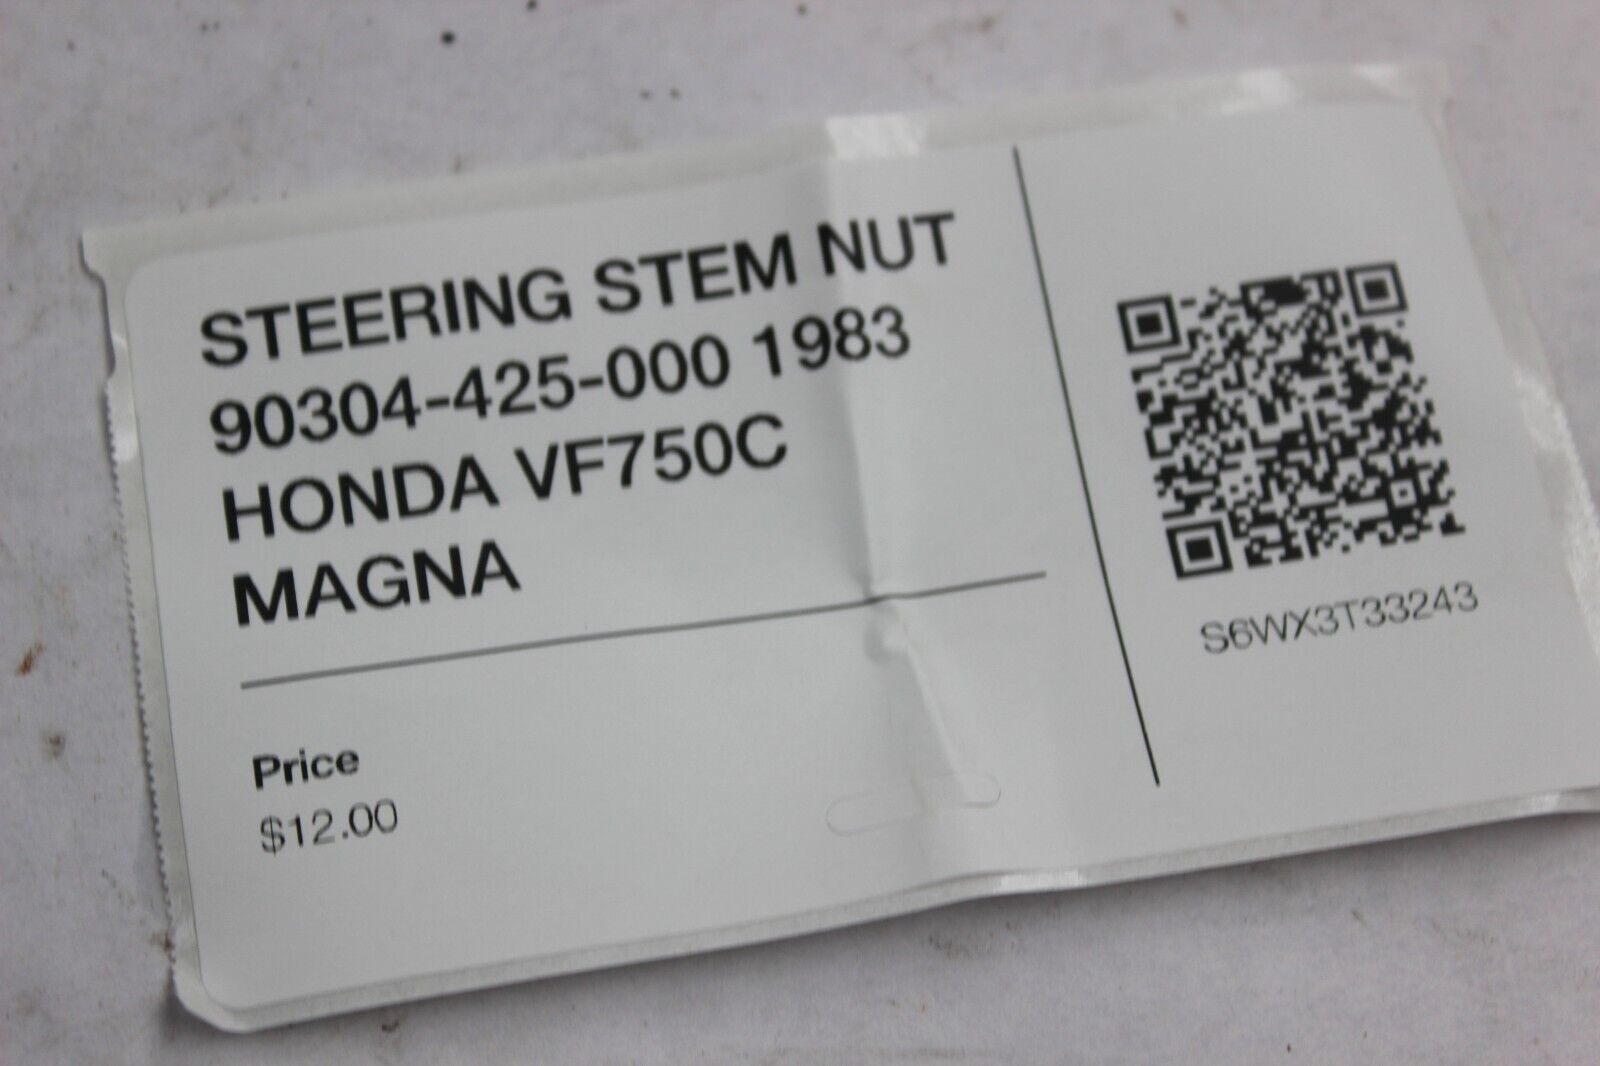 STEERING STEM NUT
90304-425-000 1983
HONDA VF750C
MAGNA
Price
$12.00
S6WX3T33243